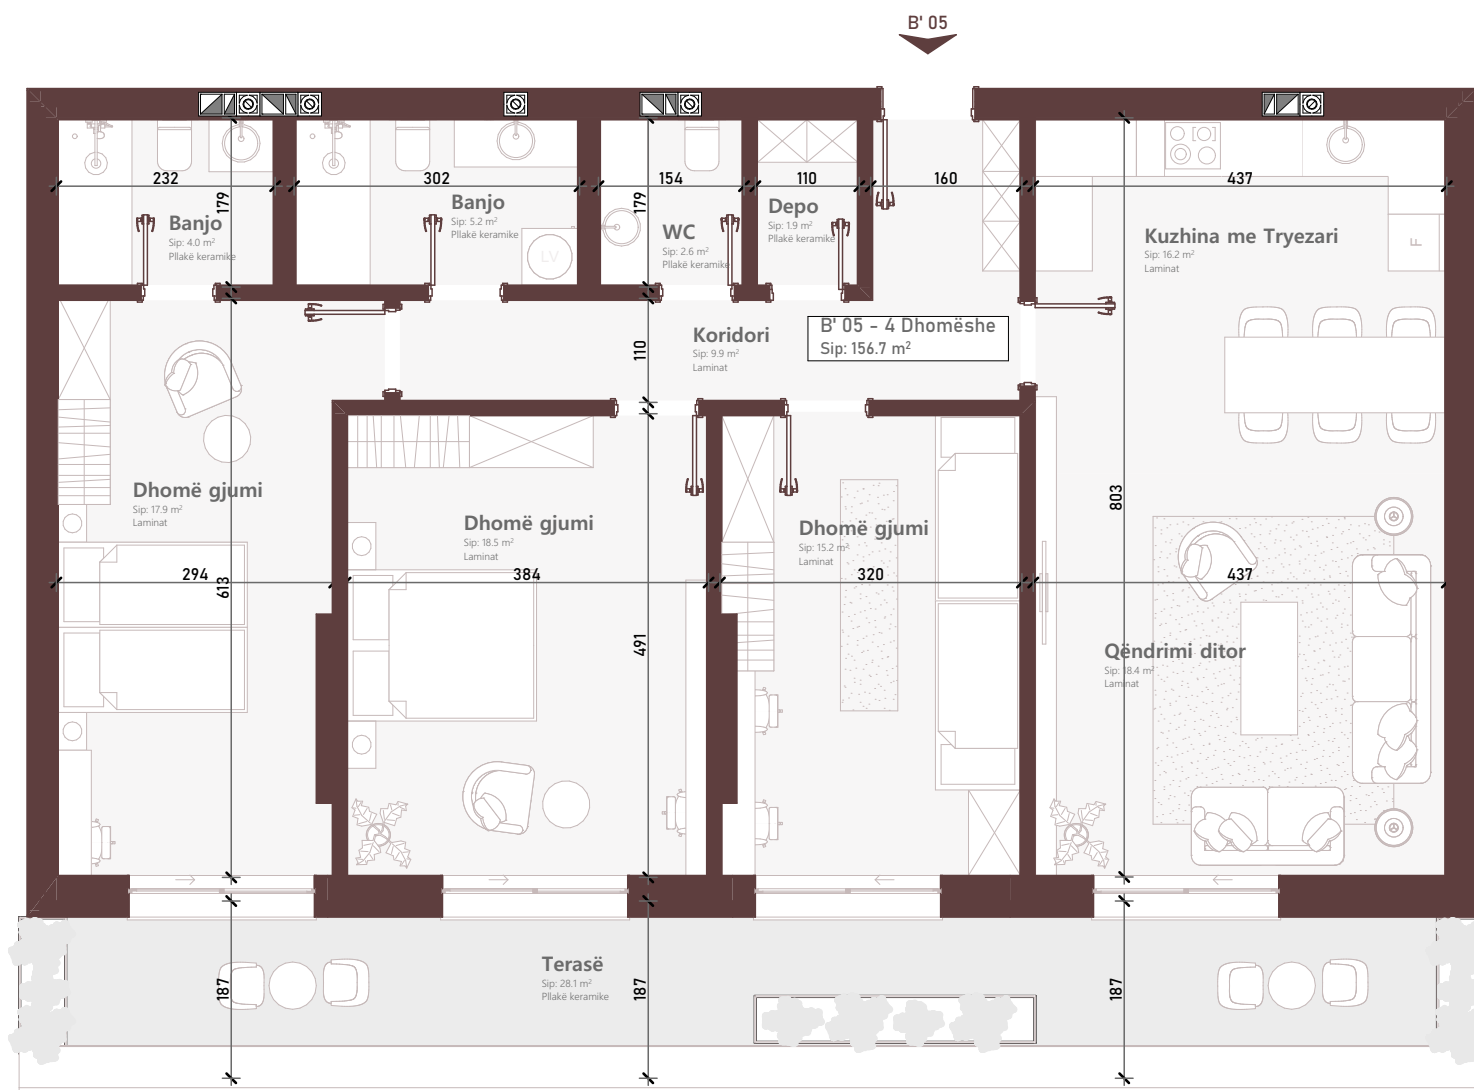 B' 05
232
302
154
110
160
437
179
179
Banjo
Sip: 4.0 m²
Pllakë keramike
Banjo
Sip: 5.2 m²
Pllakë keramike
LV
WC
Sip: 2.6 m²
Pllakë keramike
Depo
Sip: 1.9 m²
Pllakë keramike
Kuzhina me Tryezari
Sip: 16.2 m²
Laminat
F
Koridori
Sip: 9.9 m²
Laminat
110
B' 05 - 4 Dhomëshe
Sip: 156.7 m²
Dhomë gjumi
Sip: 17.9 m²
Laminat
Dhomë gjumi
Sip: 18.5 m²
Laminat
Dhomë gjumi
Sip: 15.2 m²
Laminat
803
294
613
384
320
437
491
Qëndrimi ditor
Sip: 18.4 m²
Laminat
Terasë
Sip: 28.1 m²
Pllakë keramike
187
187
187